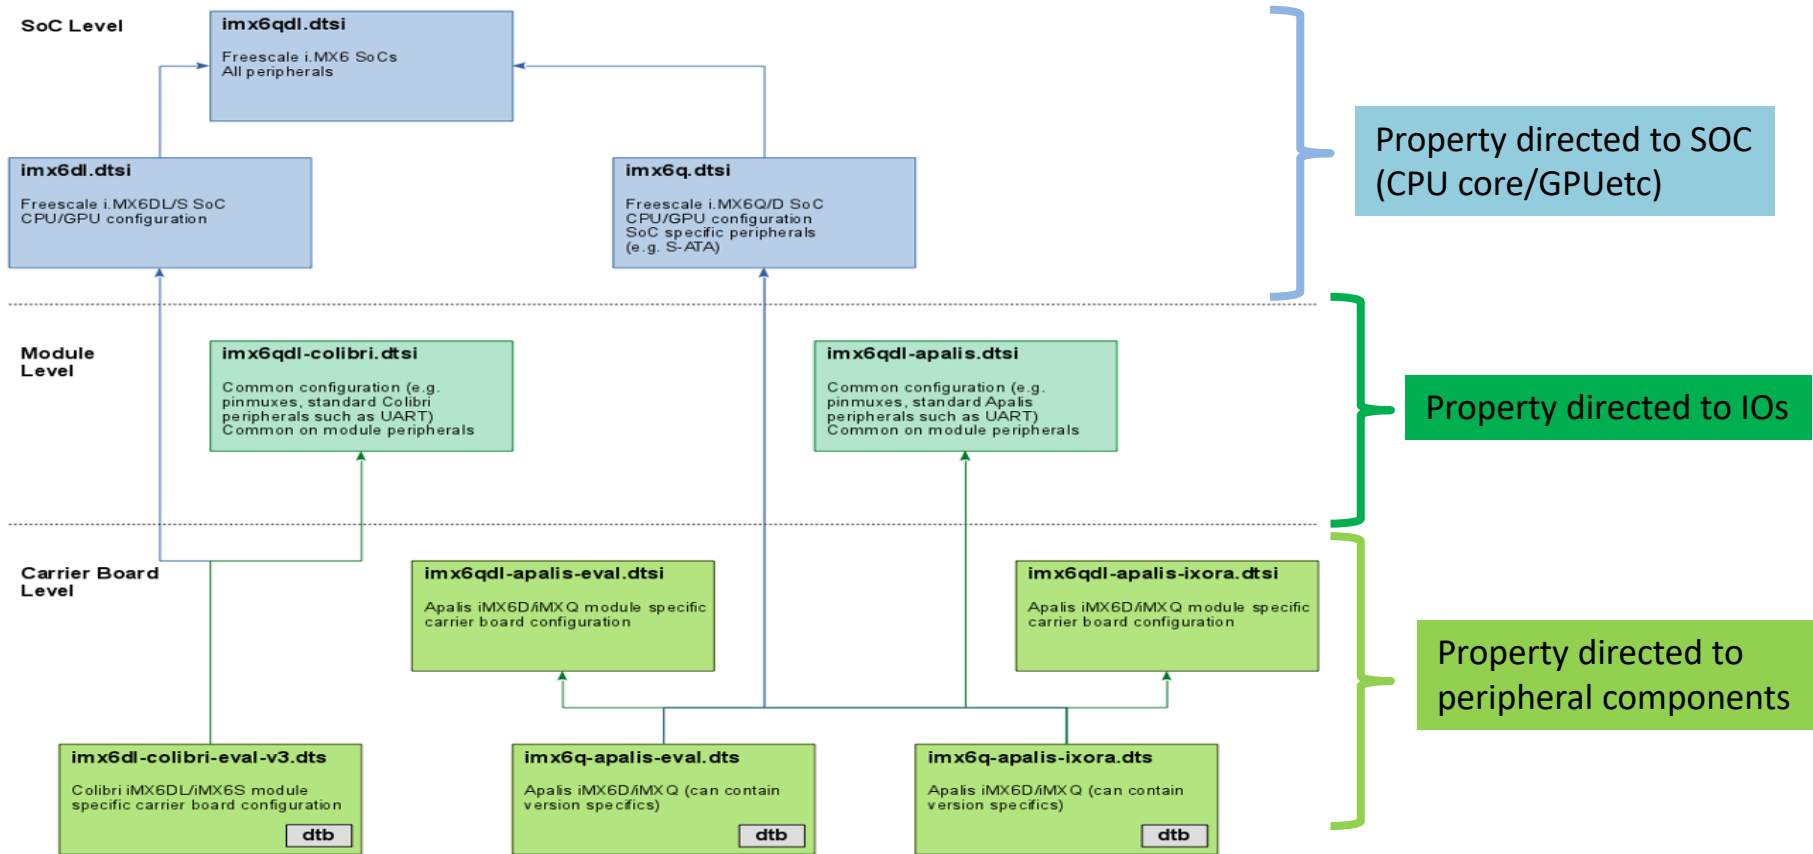 SoC Level
imx6qdl.dtsi
Freescale i.MX6 SoCs
All peripherals
imx6dl.dtsi
Freescale i.MX6DL/S SoC
CPU/GPU configuration
imx6q.dtsi
Freescale i.MX6Q/D SoC
CPU/GPU configuration
SoC specific peripherals
(e.g. S-ATA)
Property directed to SOC
(CPU core/GPUetc)
Module
Level
imx6qdl-colibri.dtsi
Common configuration (e.g.
pinmuxes, standard Colibri
peripherals such as UART)
Common on module peripherals
imx6qdl-apalis.dtsi
Common configuration (e.g.
pinmuxes, standard Apalis
peripherals such as UART)
Common on module peripherals
Property directed to IOs
Carrier Board
Level
imx6qdl-apalis-eval.dtsi
Apalis iMX6D/iMXQ module specific
carrier board configuration
imx6qdl-apalis-ixora.dtsi
Apalis iMX6D/iMXQ module specific
carrier board configuration
Property directed to
peripheral components
imx6dl-colibri-eval-v3.dts
Colibri iMX6DL/iMX6S module
specific carrier board configuration
dtb
imx6q-apalis-eval.dts
Apalis iMX6D/iMXQ (can contain
version specifics)
dtb
imx6q-apalis-ixora.dts
Apalis iMX6D/iMXQ (can contain
version specifics)
dtb